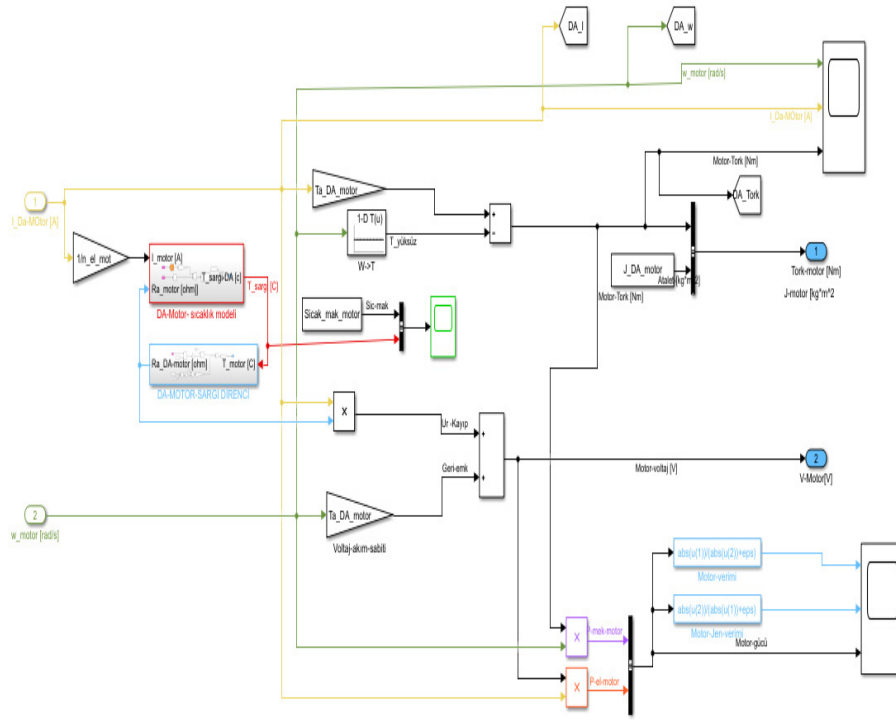 DA_I
DA_w
w_motor [rad/s]
I_Da-MOtor [A]
Motor-Tork [Nm]
DA_Tork
1
I_Da-MOtor [A]
Ta_DA_motor
+
-
1-D T(u)
T_yüksüz
W->T
1/n_el_mot
I_motor [A]
T_sargı-DA [c]
Ra_motor [ohm]]
DA-Motor- sıcaklık modeli
T_sarg [C]
J_DA_motor
Atalet[kg*m^2]
Motor-Tork [Nm]
1
Tork-motor [Nm]
J-motor [kg*m^2
Sicak_mak_motor
Sic-mak
Ra_DA-motor [ohm]
T_motor [C]
DA-MOTOR-SARGI DİRENCİ
X
Ur -Kayıp
+
Geri-emk
+
Motor-voltaj [V]
2
V-Motor[V]
2
w_motor [rad/s]
Ta_DA_motor
Voltaj-akım-sabiti
abs(u(1))/(abs(u(2))+eps)
Motor-verimi
abs(u(2))/(abs(u(1))+eps)
Motor-Jen-verimi
Motor-gücü
X
P-mek-motor
X
P-el-motor